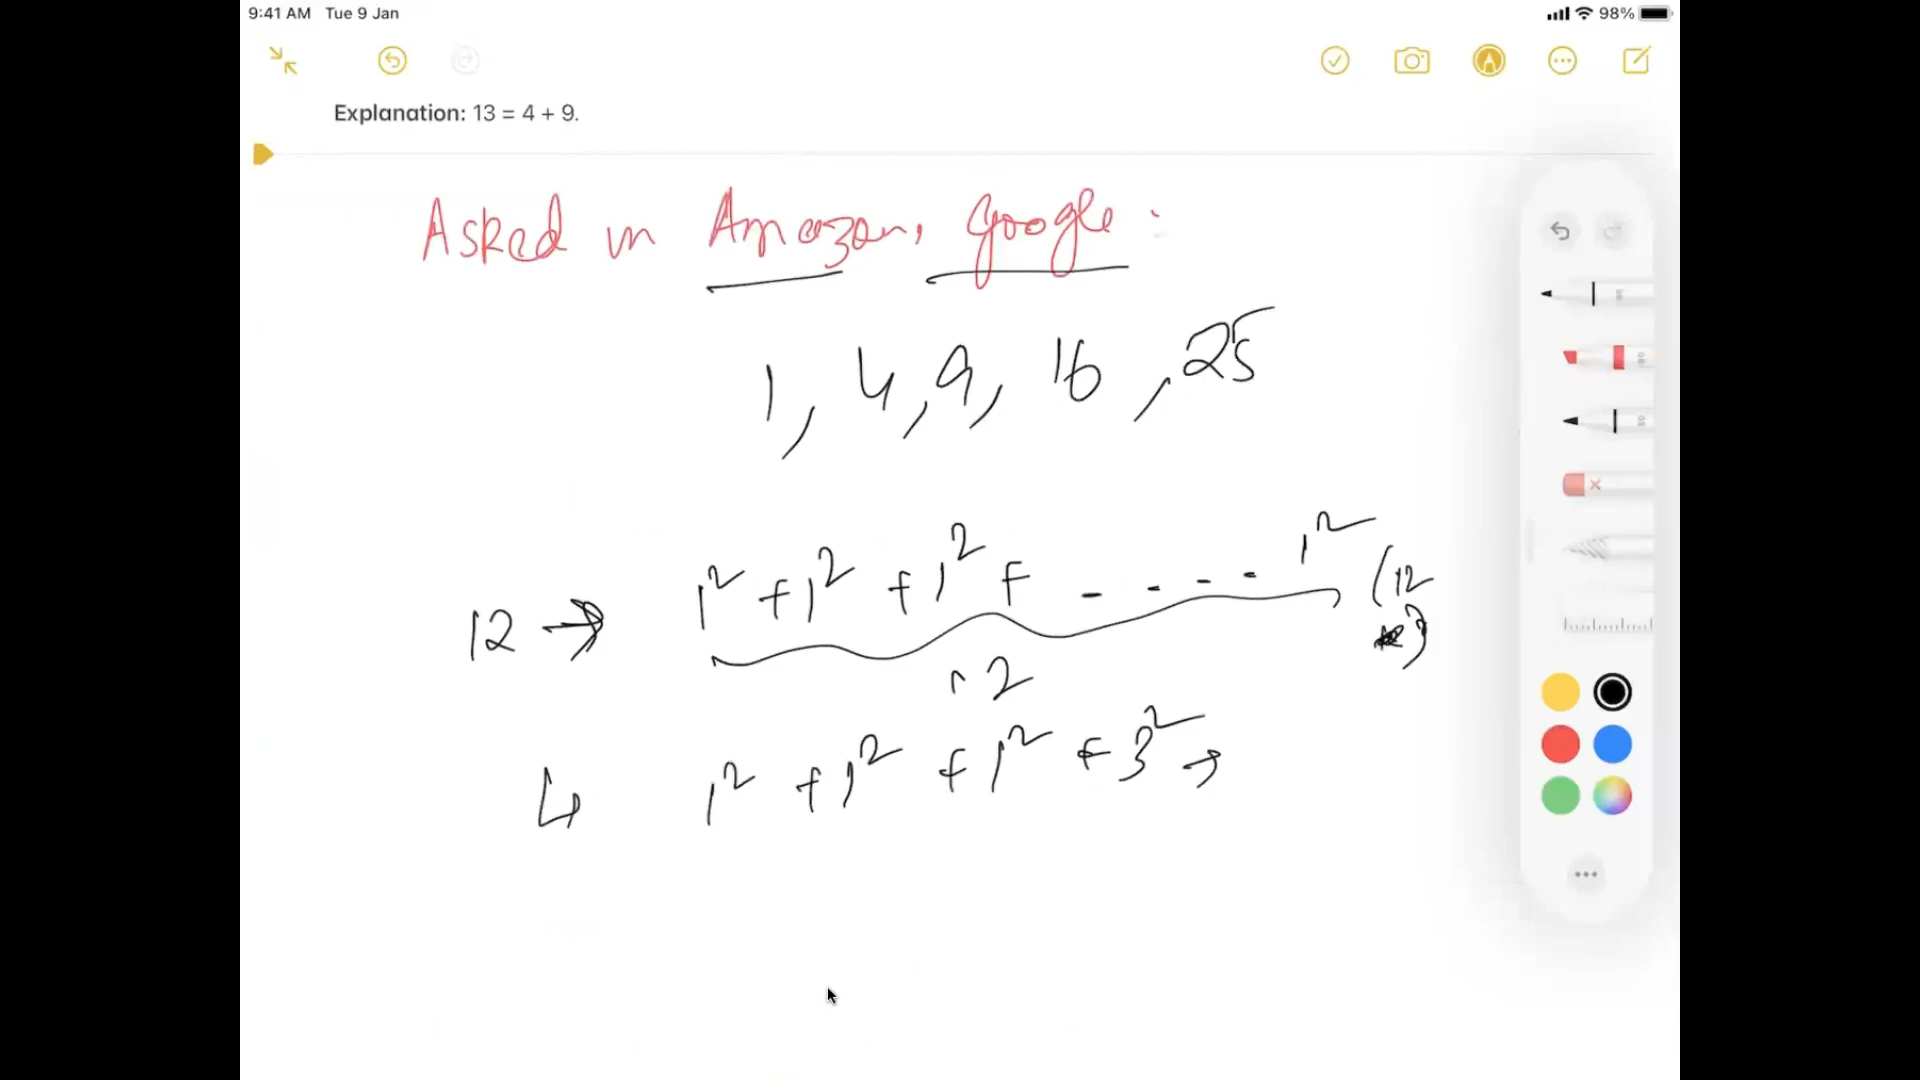 9:41 AM Tue 9 Jan 98%
Explanation: 13 = 4 + 9.
Asked in Amazon, Google :
1, 4, 9, 16, 25
12 → 1² + 1² + 1² + - - - - 1² (12
12
1² + 1² + 1² + 3² →